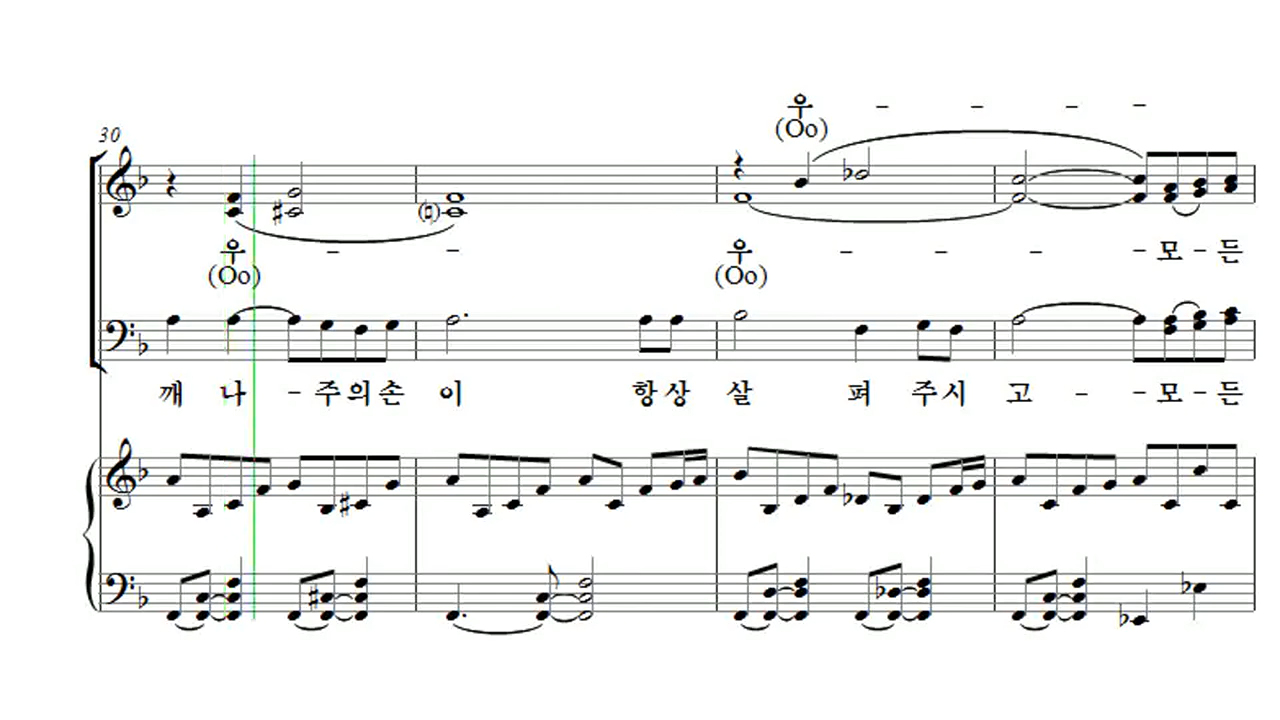 우 - - - -
(Oo)
30
우 - - 우 - - - - 모 - 든
(Oo) (Oo)
깨 나 - 주의손 이 항상 살 펴 주시 고 - - 모 - 든